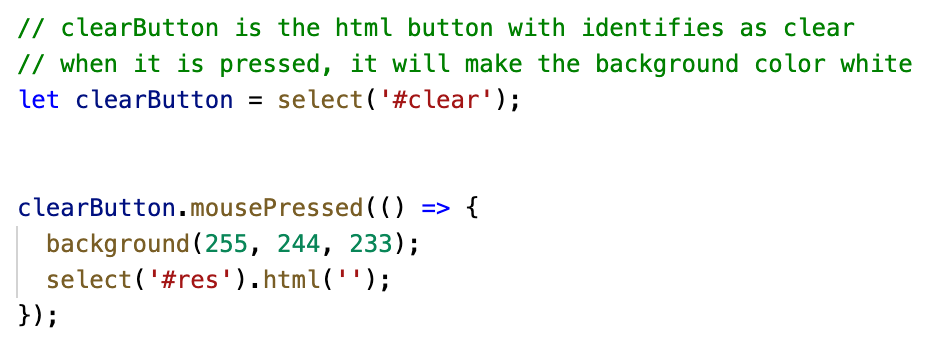 // clearButton is the html button with identifies as clear
// when it is pressed, it will make the background color white
let clearButton = select('#clear');
clearButton.mousePressed(() => {
  background(255, 244, 233);
  select('#res').html('');
});